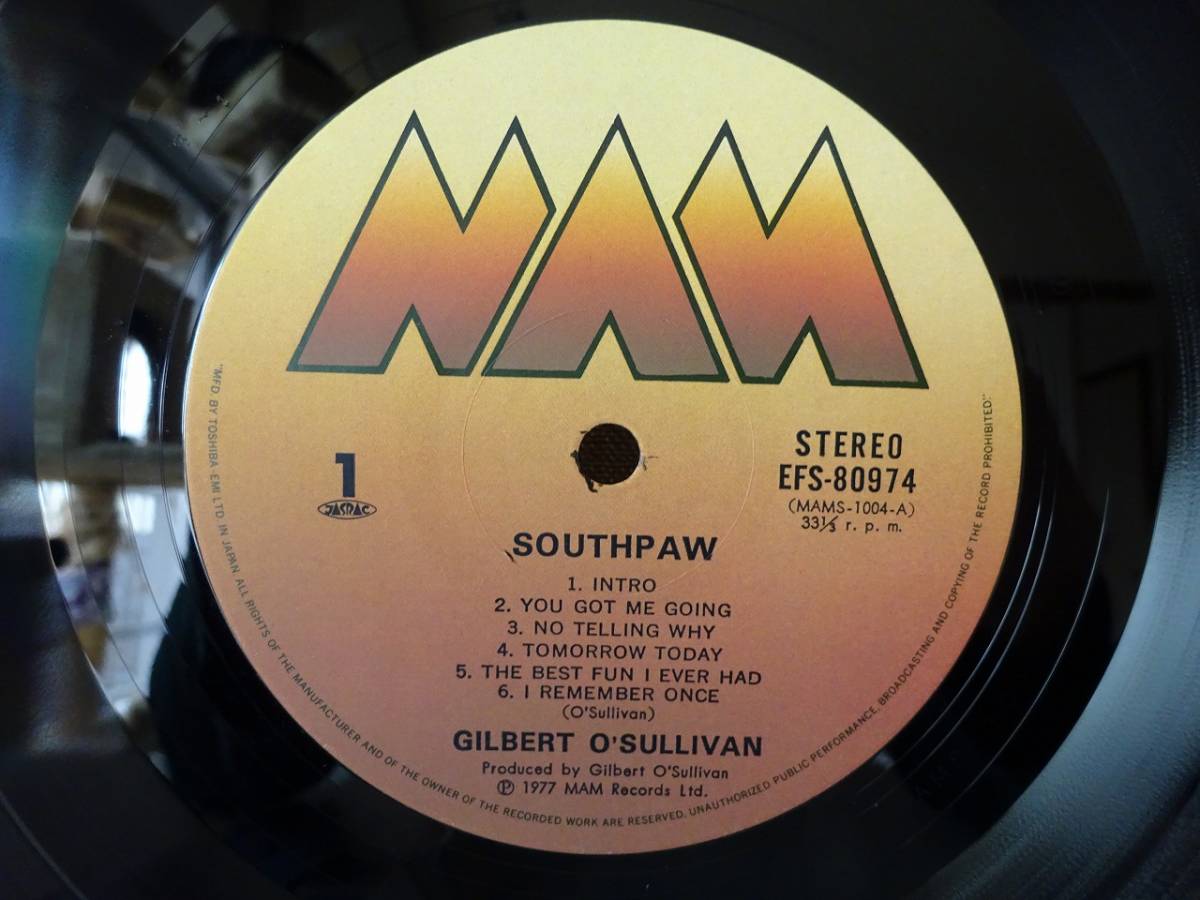 MAM
1
JASRAC
STEREO
EFS-80974
(MAMS-1004-A)
33⅓ r. p. m.
SOUTHPAW
1. INTRO
2. YOU GOT ME GOING
3. NO TELLING WHY
4. TOMORROW TODAY
5. THE BEST FUN I EVER HAD
6. I REMEMBER ONCE
(O'Sullivan)
GILBERT O'SULLIVAN
Produced by Gilbert O'Sullivan
℗ 1977 MAM Records Ltd.
"MFD. BY TOSHIBA-EMI LTD. IN JAPAN. ALL RIGHTS OF THE MANUFACTURER AND OF THE OWNER OF THE RECORDED WORK ARE RESERVED. UNAUTHORIZED PUBLIC PERFORMANCE, BROADCASTING AND COPYING OF THE RECORD PROHIBITED."